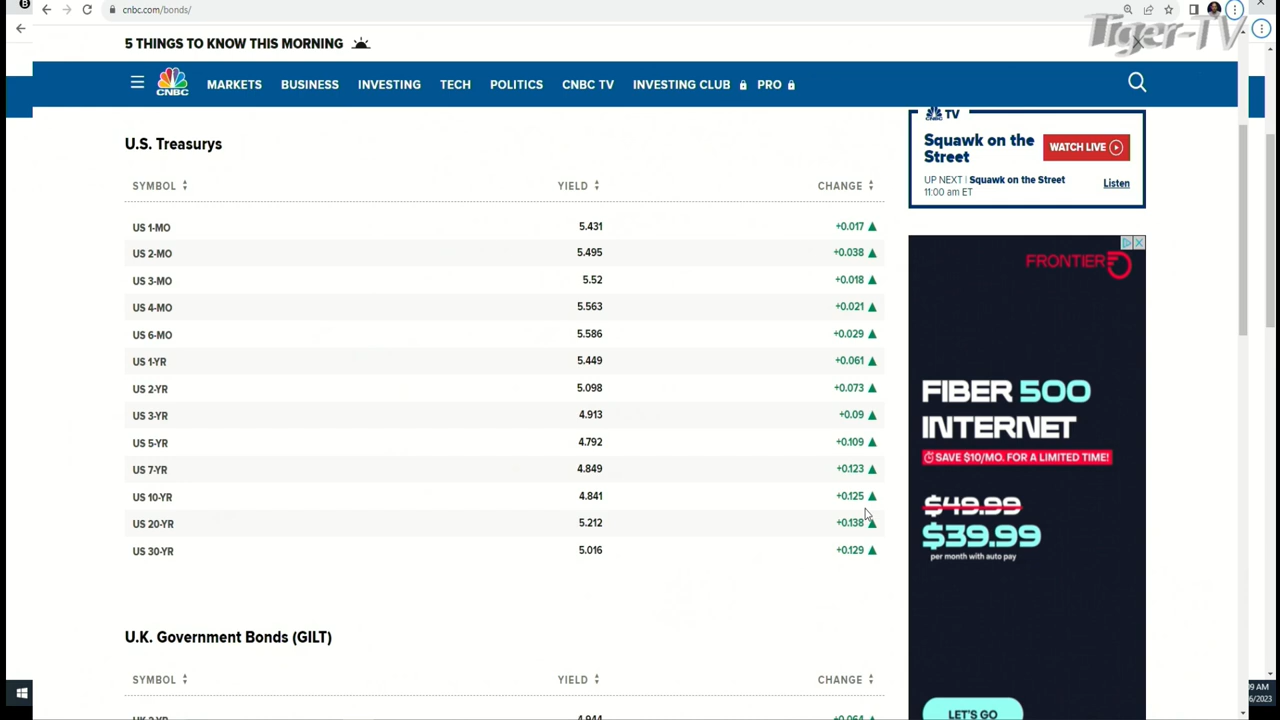 cnbc.com/bonds/
Tiger-TV
5 THINGS TO KNOW THIS MORNING
CNBC
MARKETS BUSINESS INVESTING TECH POLITICS CNBC TV INVESTING CLUB PRO
U.S. Treasurys
SYMBOL YIELD CHANGE
US 1-MO 5.431 +0.017
US 2-MO 5.495 +0.038
US 3-MO 5.52 +0.018
US 4-MO 5.563 +0.021
US 6-MO 5.586 +0.029
US 1-YR 5.449 +0.061
US 2-YR 5.098 +0.073
US 3-YR 4.913 +0.09
US 5-YR 4.792 +0.109
US 7-YR 4.849 +0.123
US 10-YR 4.841 +0.125
US 20-YR 5.212 +0.138
US 30-YR 5.016 +0.129
U.K. Government Bonds (GILT)
SYMBOL YIELD CHANGE
TV
Squawk on the
Street
WATCH LIVE
UP NEXT | Squawk on the Street
11:00 am ET
Listen
FRONTIER
FIBER 500
INTERNET
SAVE $10/MO. FOR A LIMITED TIME!
$49.99
$39.99
per month with auto pay
LET'S GO